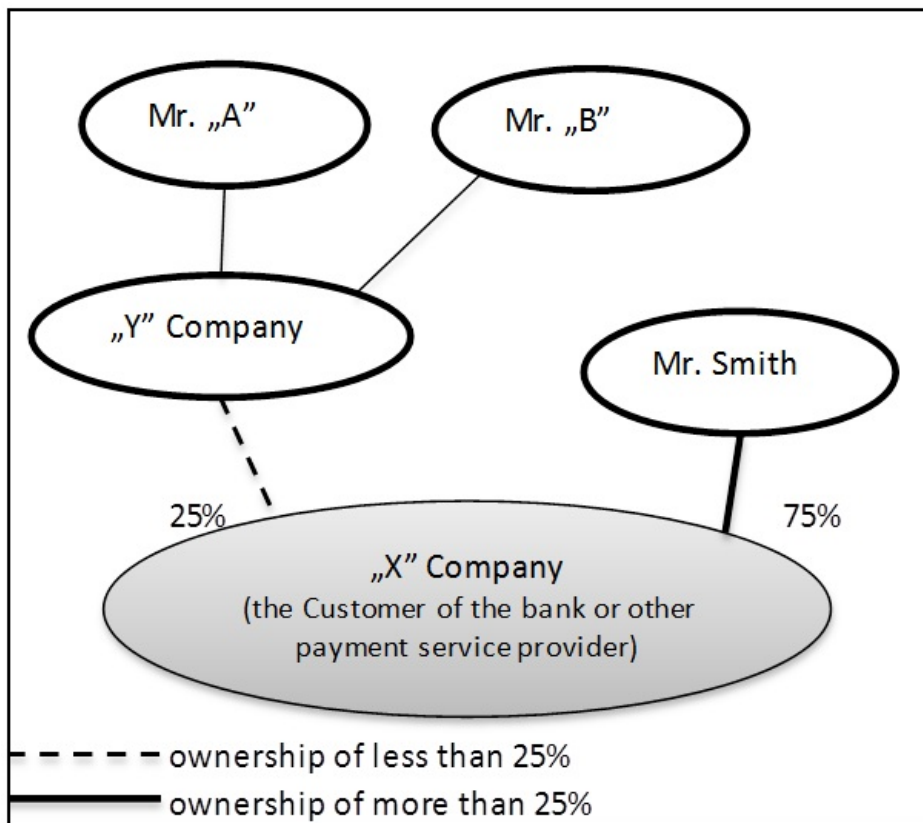 Mr. „A”
Mr. „B”
„Y” Company
Mr. Smith
25%
75%
„X” Company
(the Customer of the bank or other
payment service provider)
ownership of less than 25%
ownership of more than 25%